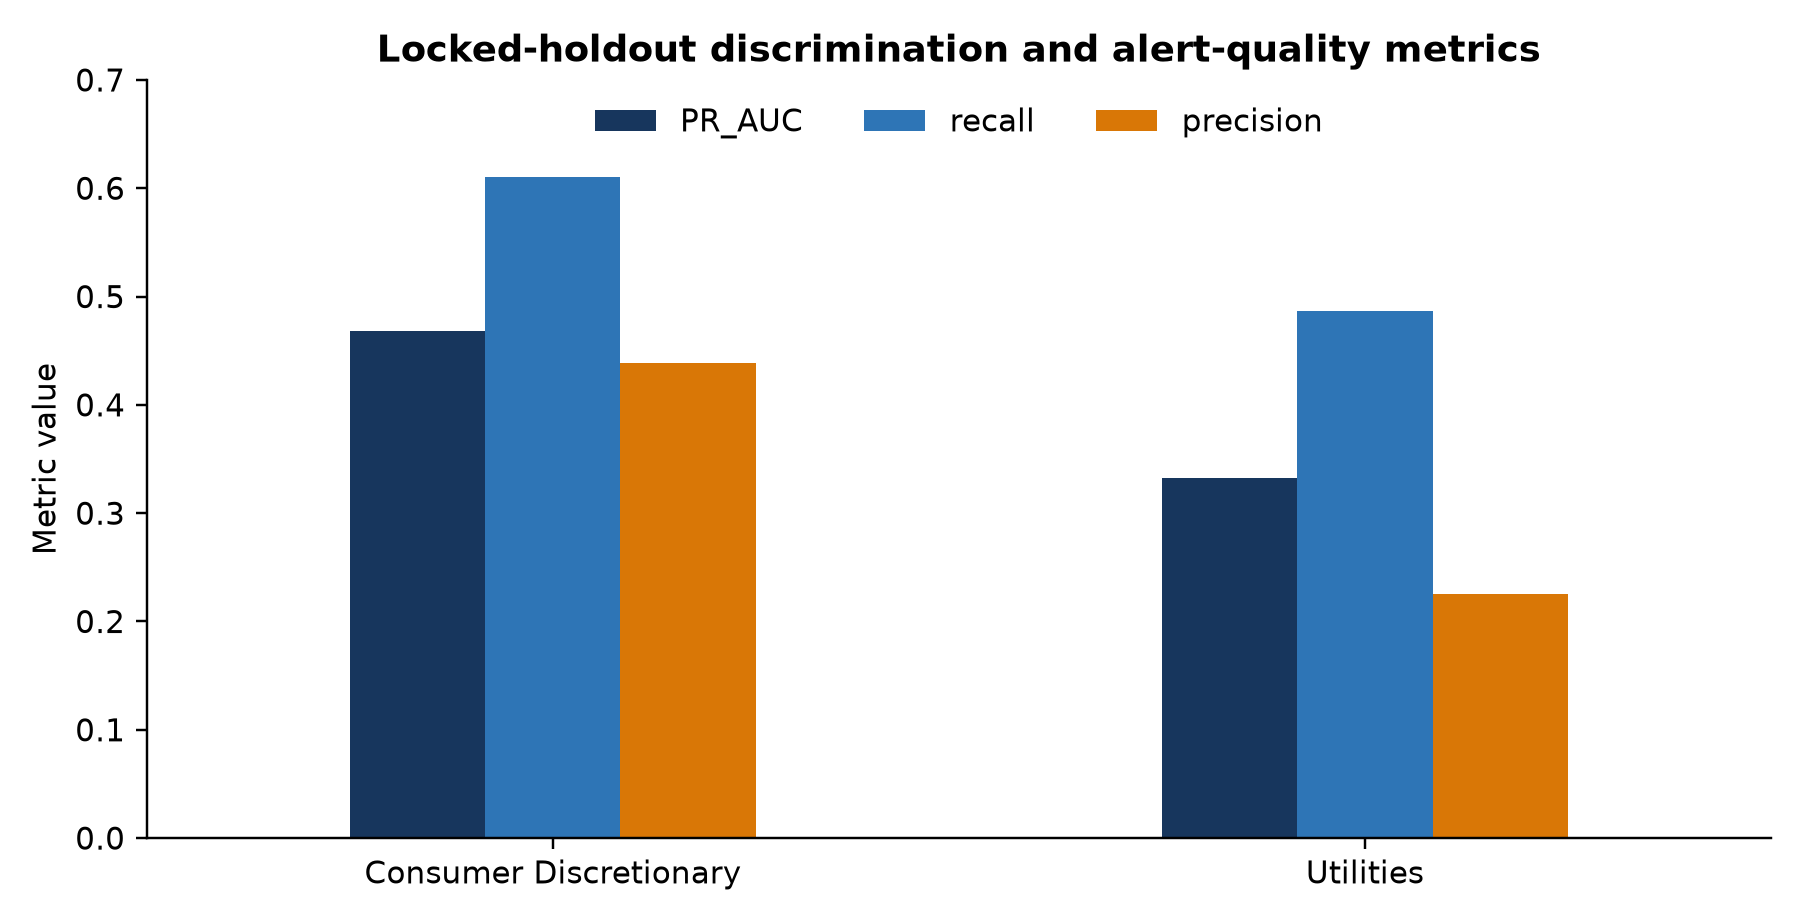 Locked-holdout discrimination and alert-quality metrics
PR_AUC recall precision
Metric value
0.7
0.6
0.5
0.4
0.3
0.2
0.1
0.0
Consumer Discretionary Utilities